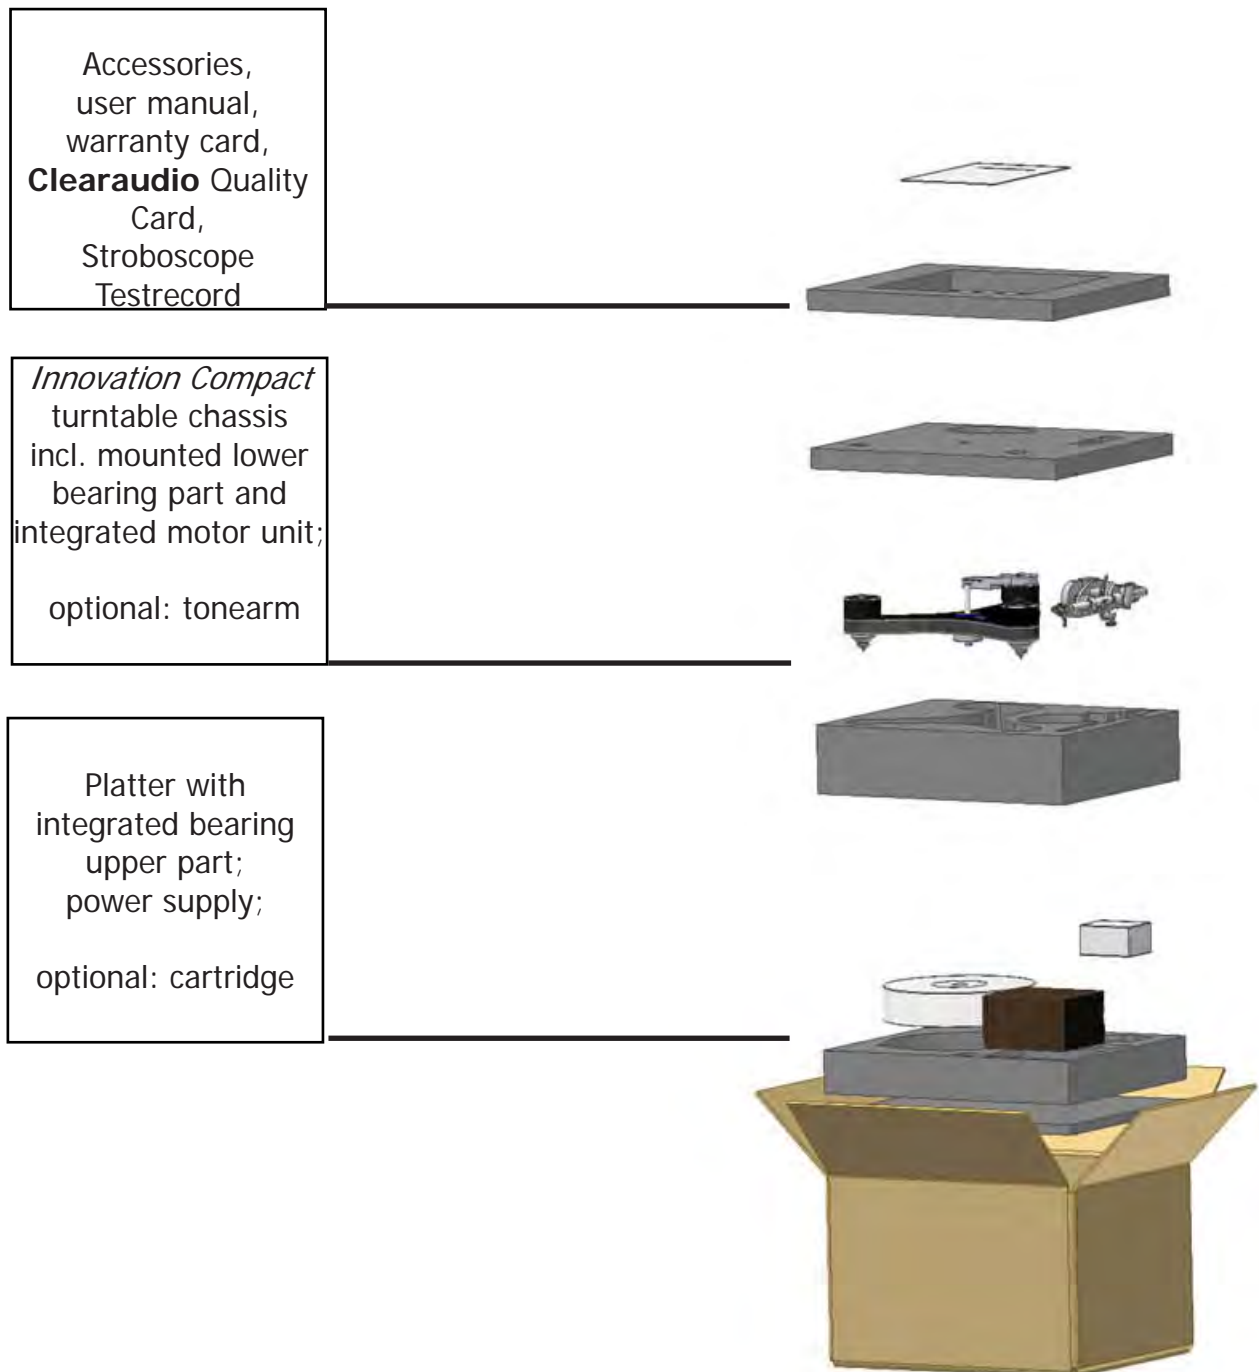 Accessories,
user manual,
warranty card,
Clearaudio Quality
Card,
Stroboscope
Testrecord
Innovation Compact
turntable chassis
incl. mounted lower
bearing part and
integrated motor unit;
optional: tonearm
Platter with
integrated bearing
upper part;
power supply;
optional: cartridge